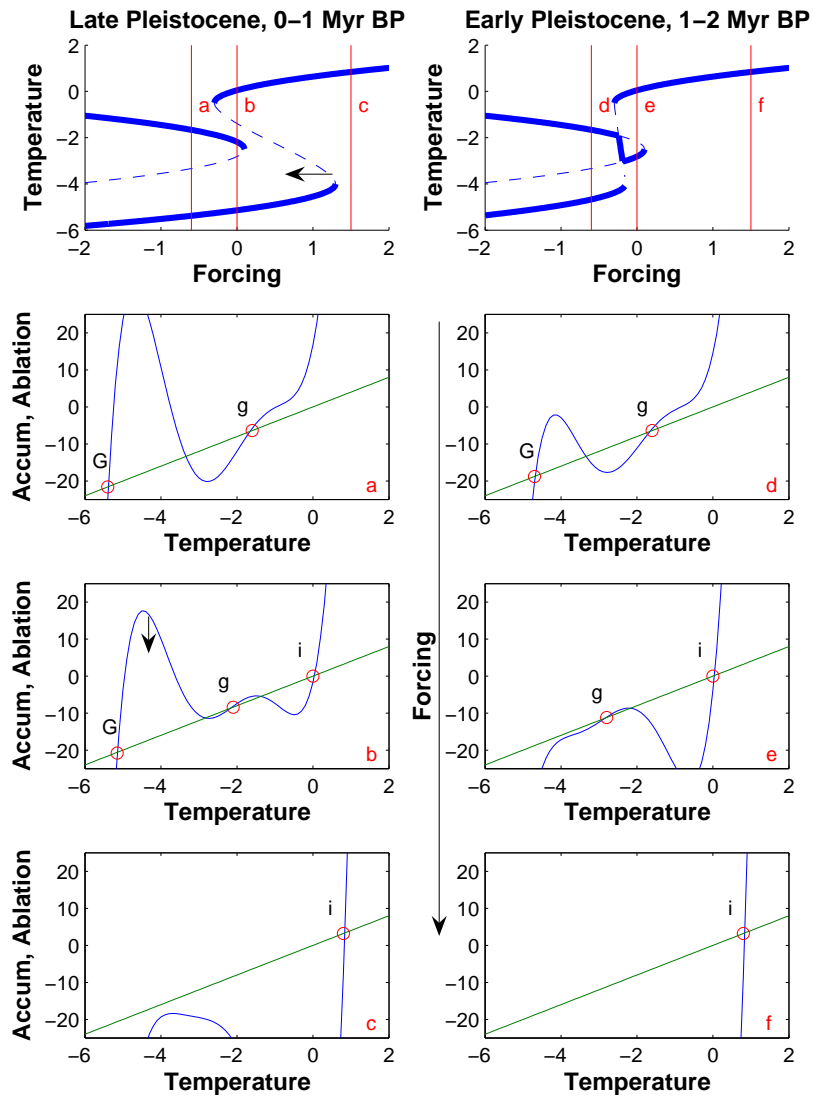 Late Pleistocene, 0−1 Myr BP
Early Pleistocene, 1−2 Myr BP
2
0
−2
−4
−6
Temperature
a
b
c
−2
−1
0
1
2
Forcing
2
0
−2
−4
−6
Temperature
d
e
f
−2
−1
0
1
2
Forcing
20
10
0
−10
−20
Accum, Ablation
G
g
a
−6
−4
−2
0
2
Temperature
20
10
0
−10
−20
G
g
d
−6
−4
−2
0
2
Temperature
20
10
0
−10
−20
Accum, Ablation
G
g
i
b
−6
−4
−2
0
2
Temperature
Forcing
20
10
0
−10
−20
g
i
e
−6
−4
−2
0
2
Temperature
20
10
0
−10
−20
Accum, Ablation
i
c
−6
−4
−2
0
2
Temperature
20
10
0
−10
−20
i
f
−6
−4
−2
0
2
Temperature